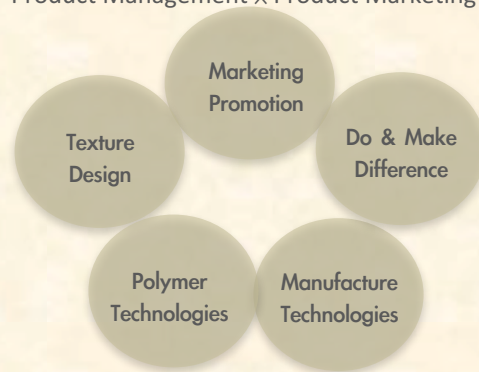 Product Management X Product Marketing
Marketing
Promotion
Texture
Design
Do & Make
Difference
Polymer
Technologies
Manufacture
Technologies